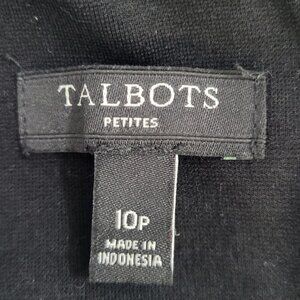 TALBOTS
PETITES
10P
MADE IN
INDONESIA